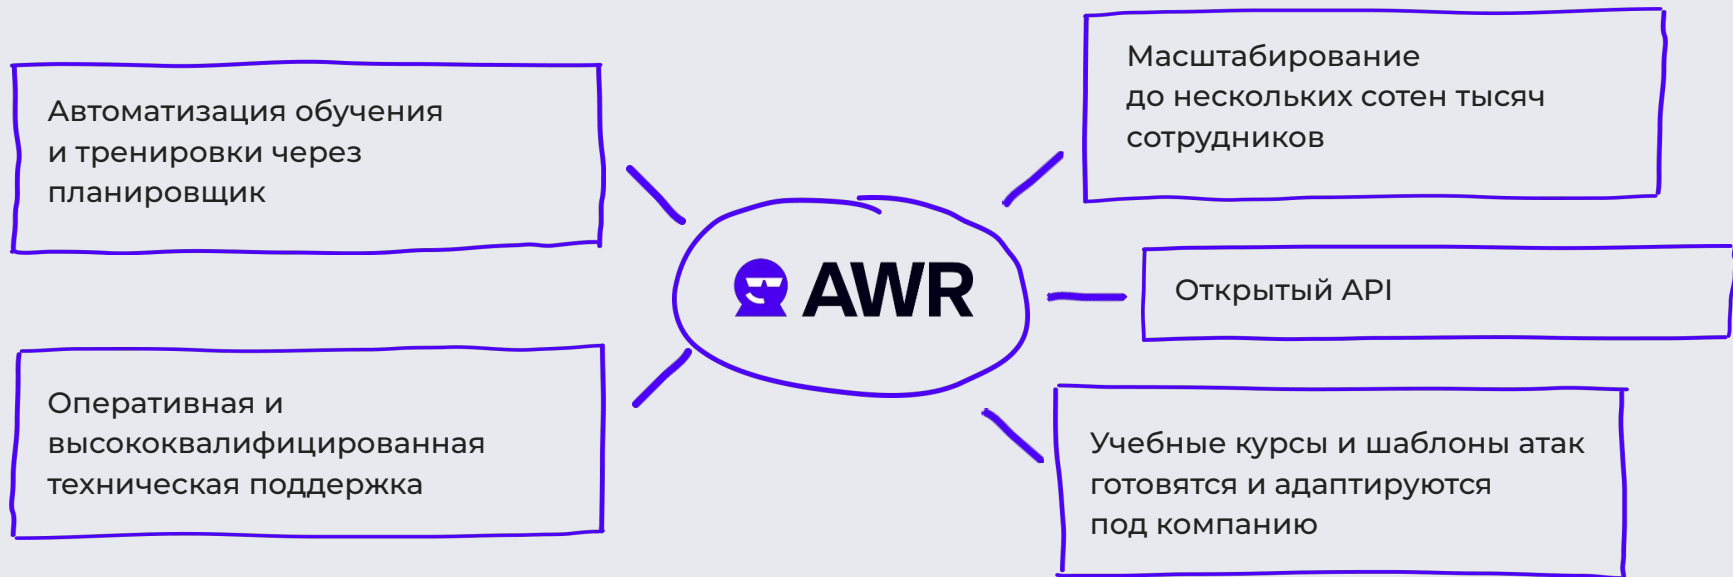 Автоматизация обучения
и тренировки через
планировщик
Оперативная и
высококвалифицированная
техническая поддержка
AWR
Масштабирование
до нескольких сотен тысяч
сотрудников
Открытый API
Учебные курсы и шаблоны атак
готовятся и адаптируются
под компанию